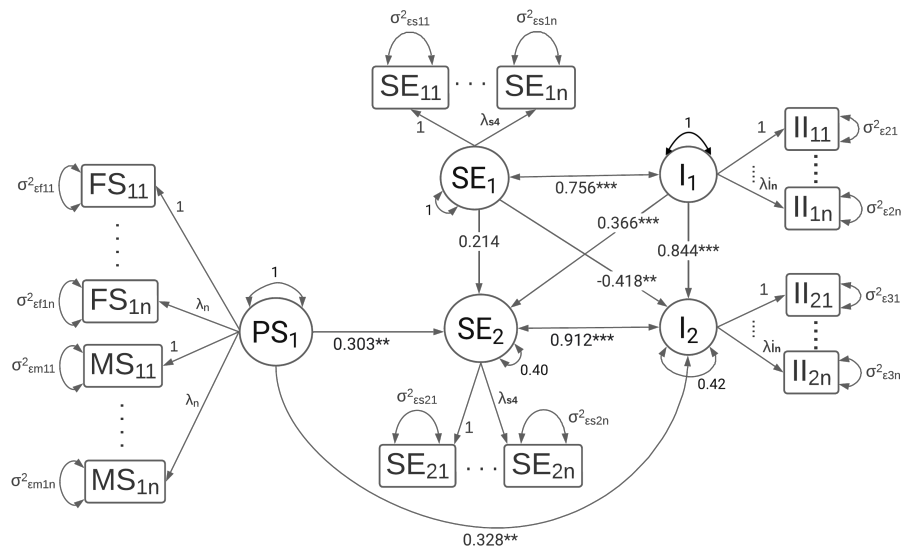 σ²εs11
σ²εs1n
SE11 · · · SE1n
1
λs4
SE1
1
0.756***
1
I1
1
λin
II11
σ²ε21
II1n
σ²ε2n
σ²εf11
FS11
1
σ²εf1n
FS1n
λn
σ²εm11
MS11
1
λn
σ²εm1n
MS1n
1
PS1
0.214
0.366***
0.844***
-0.418**
0.303**
SE2
0.40
0.912***
I2
0.42
1
λin
II21
σ²ε31
II2n
σ²ε3n
σ²εs21
1
λs4
σ²εs2n
SE21 · · · SE2n
0.328**